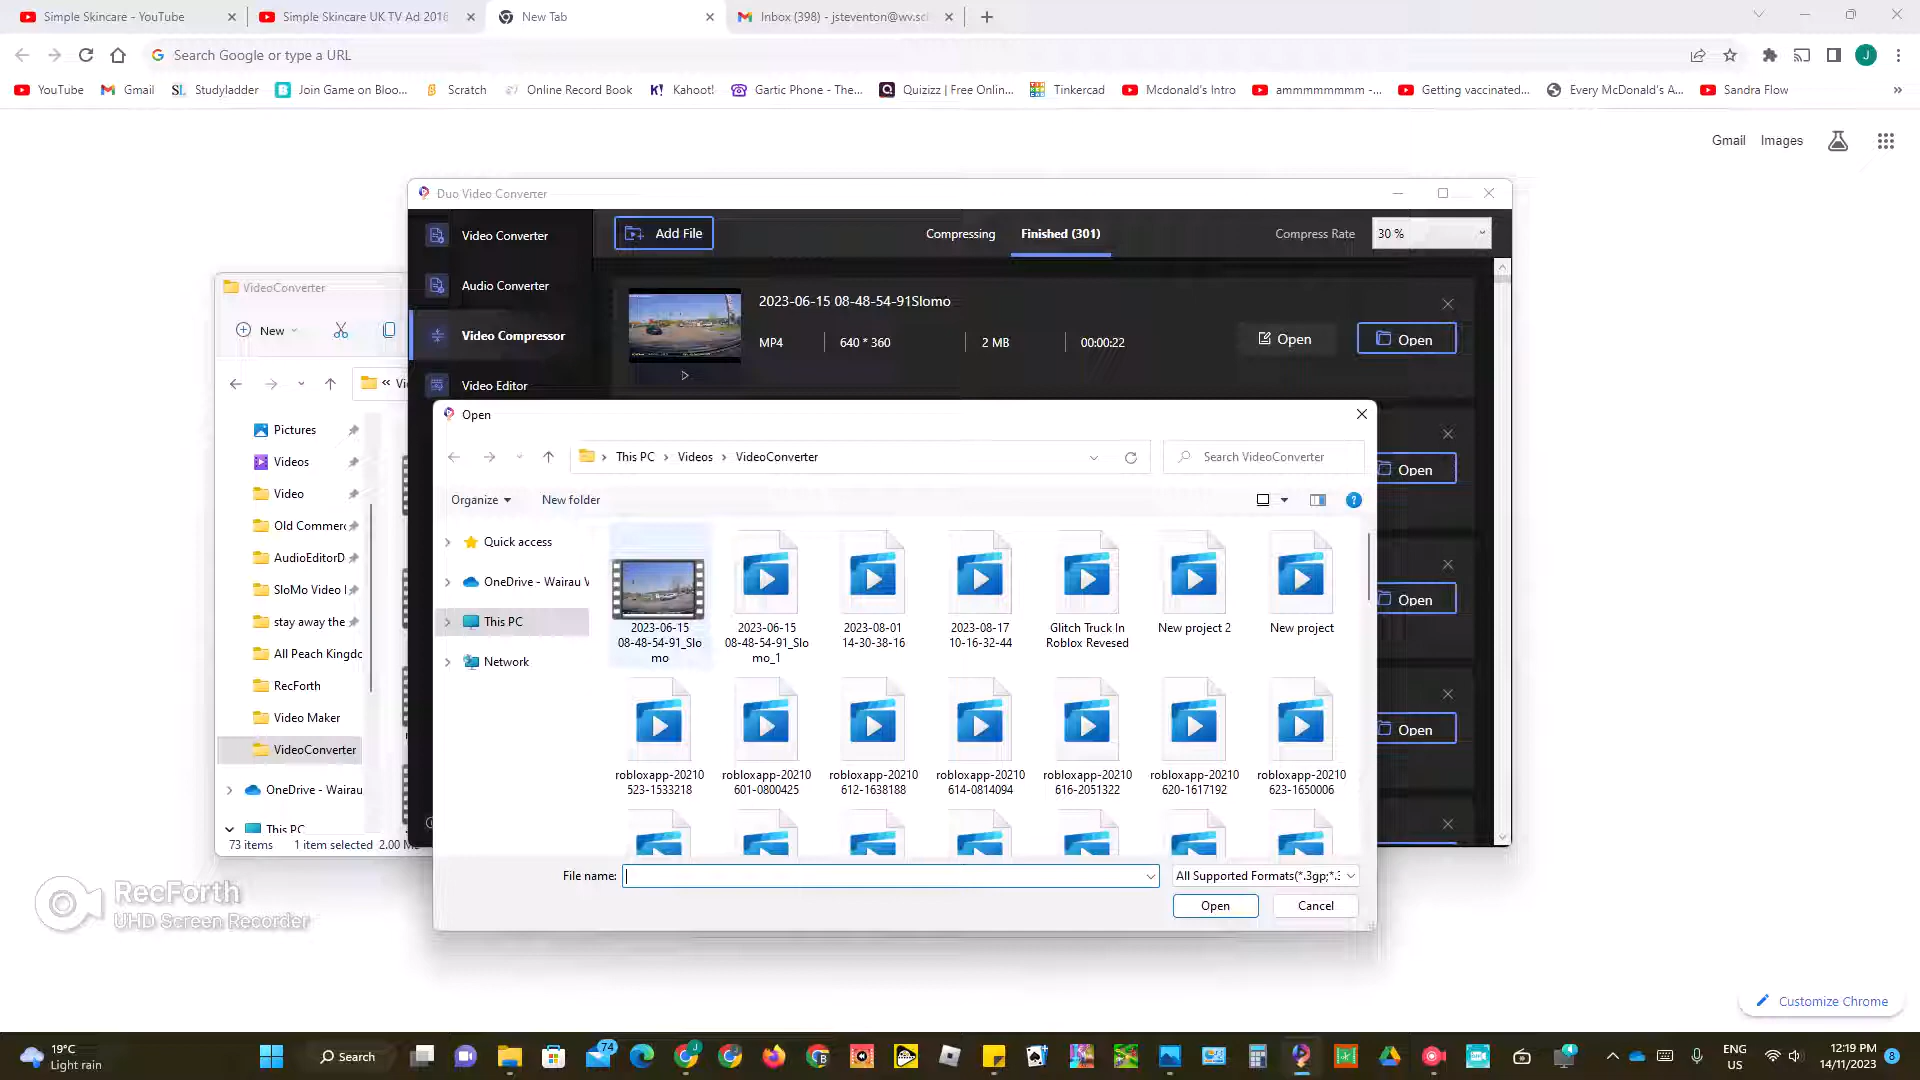 Simple Skincare - YouTube
Simple Skincare UK TV Ad 2016
New Tab
Inbox (398) - jsteventon@wv.scl
Search Google or type a URL
J
YouTube
Gmail
SL Studyladder
Join Game on Bloo...
Scratch
Online Record Book
K! Kahoot!
Gartic Phone - The...
Quizizz | Free Onlin...
Tinkercad
Mcdonald's Intro
ammmmmmmm -...
Getting vaccinated...
Every McDonald's A...
Sandra Flow
»
Gmail
Images
Duo Video Converter
Video Converter
Audio Converter
Video Compressor
Video Editor
Add File
Compressing
Finished (301)
Compress Rate
30 %
2023-06-15 08-48-54-91Slomo
MP4
640 * 360
2 MB
00:00:22
Open
Open
Open
Open
Open
VideoConverter
New
Pictures
Videos
Video
Old Commerc
AudioEditorD
SloMo Video I
stay away the
All Peach Kingdo
RecForth
Video Maker
VideoConverter
OneDrive - Wairau
This PC
73 items
1 item selected
Open
This PC
Videos
VideoConverter
Search VideoConverter
Organize
New folder
Quick access
OneDrive - Wairau V
This PC
Network
2023-06-15
08-48-54-91_Slo
mo
2023-06-15
08-48-54-91_Slo
mo_1
2023-08-01
14-30-38-16
2023-08-17
10-16-32-44
Glitch Truck In
Roblox Revesed
New project 2
New project
robloxapp-20210
523-1533218
robloxapp-20210
601-0800425
robloxapp-20210
612-1638188
robloxapp-20210
614-0814094
robloxapp-20210
616-2051322
robloxapp-20210
620-1617192
robloxapp-20210
623-1650006
File name:
All Supported Formats(*.3gp;*.3
Open
Cancel
RecForth
UHD Screen Recorder
Customize Chrome
19°C
Light rain
Search
74
4
ENG
US
12:19 PM
14/11/2023
8